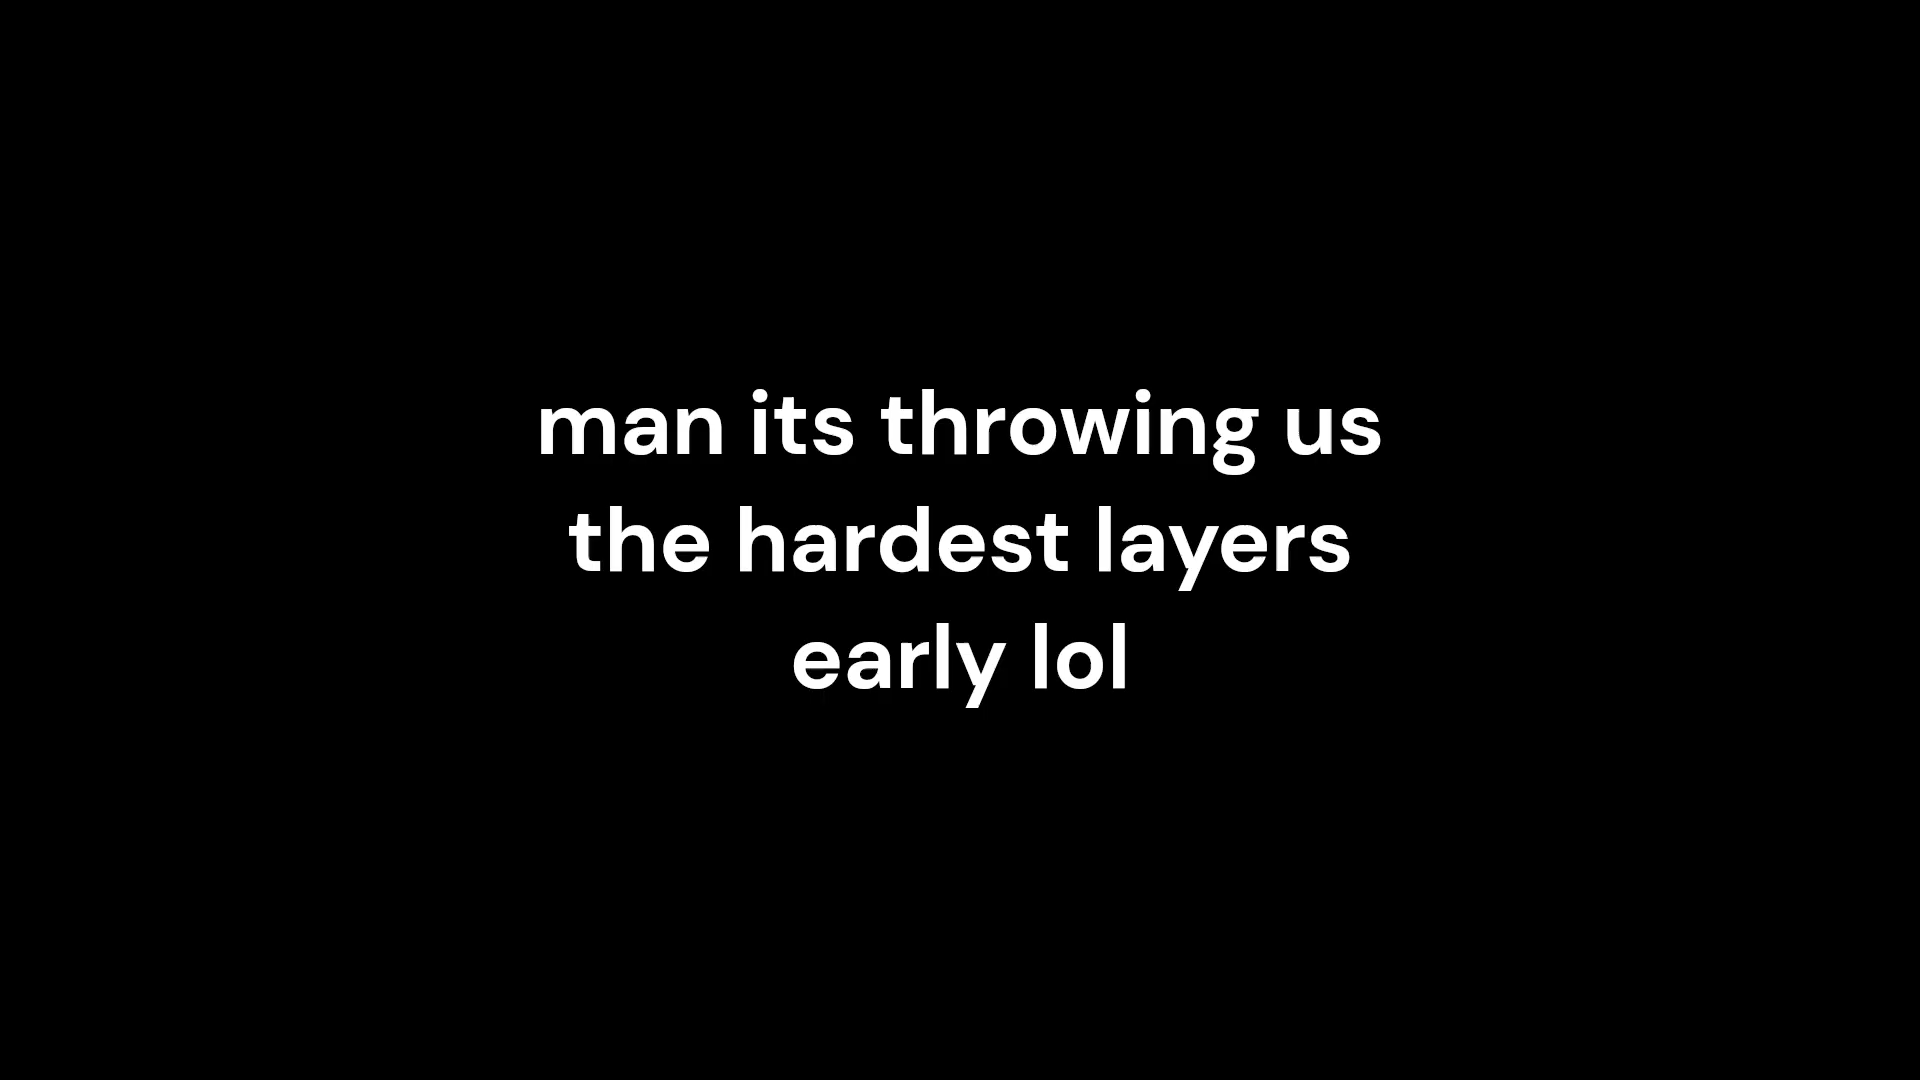 man its throwing us
the hardest layers
early lol